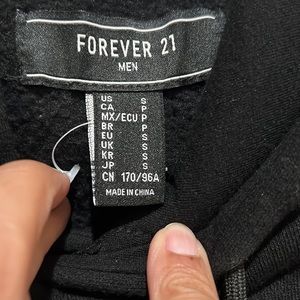 FOREVER 21
MEN
US S
CA P
MX/ECU P
BR P
EU S
UK S
KR S
JP S
CN 170/96A
MADE IN CHINA